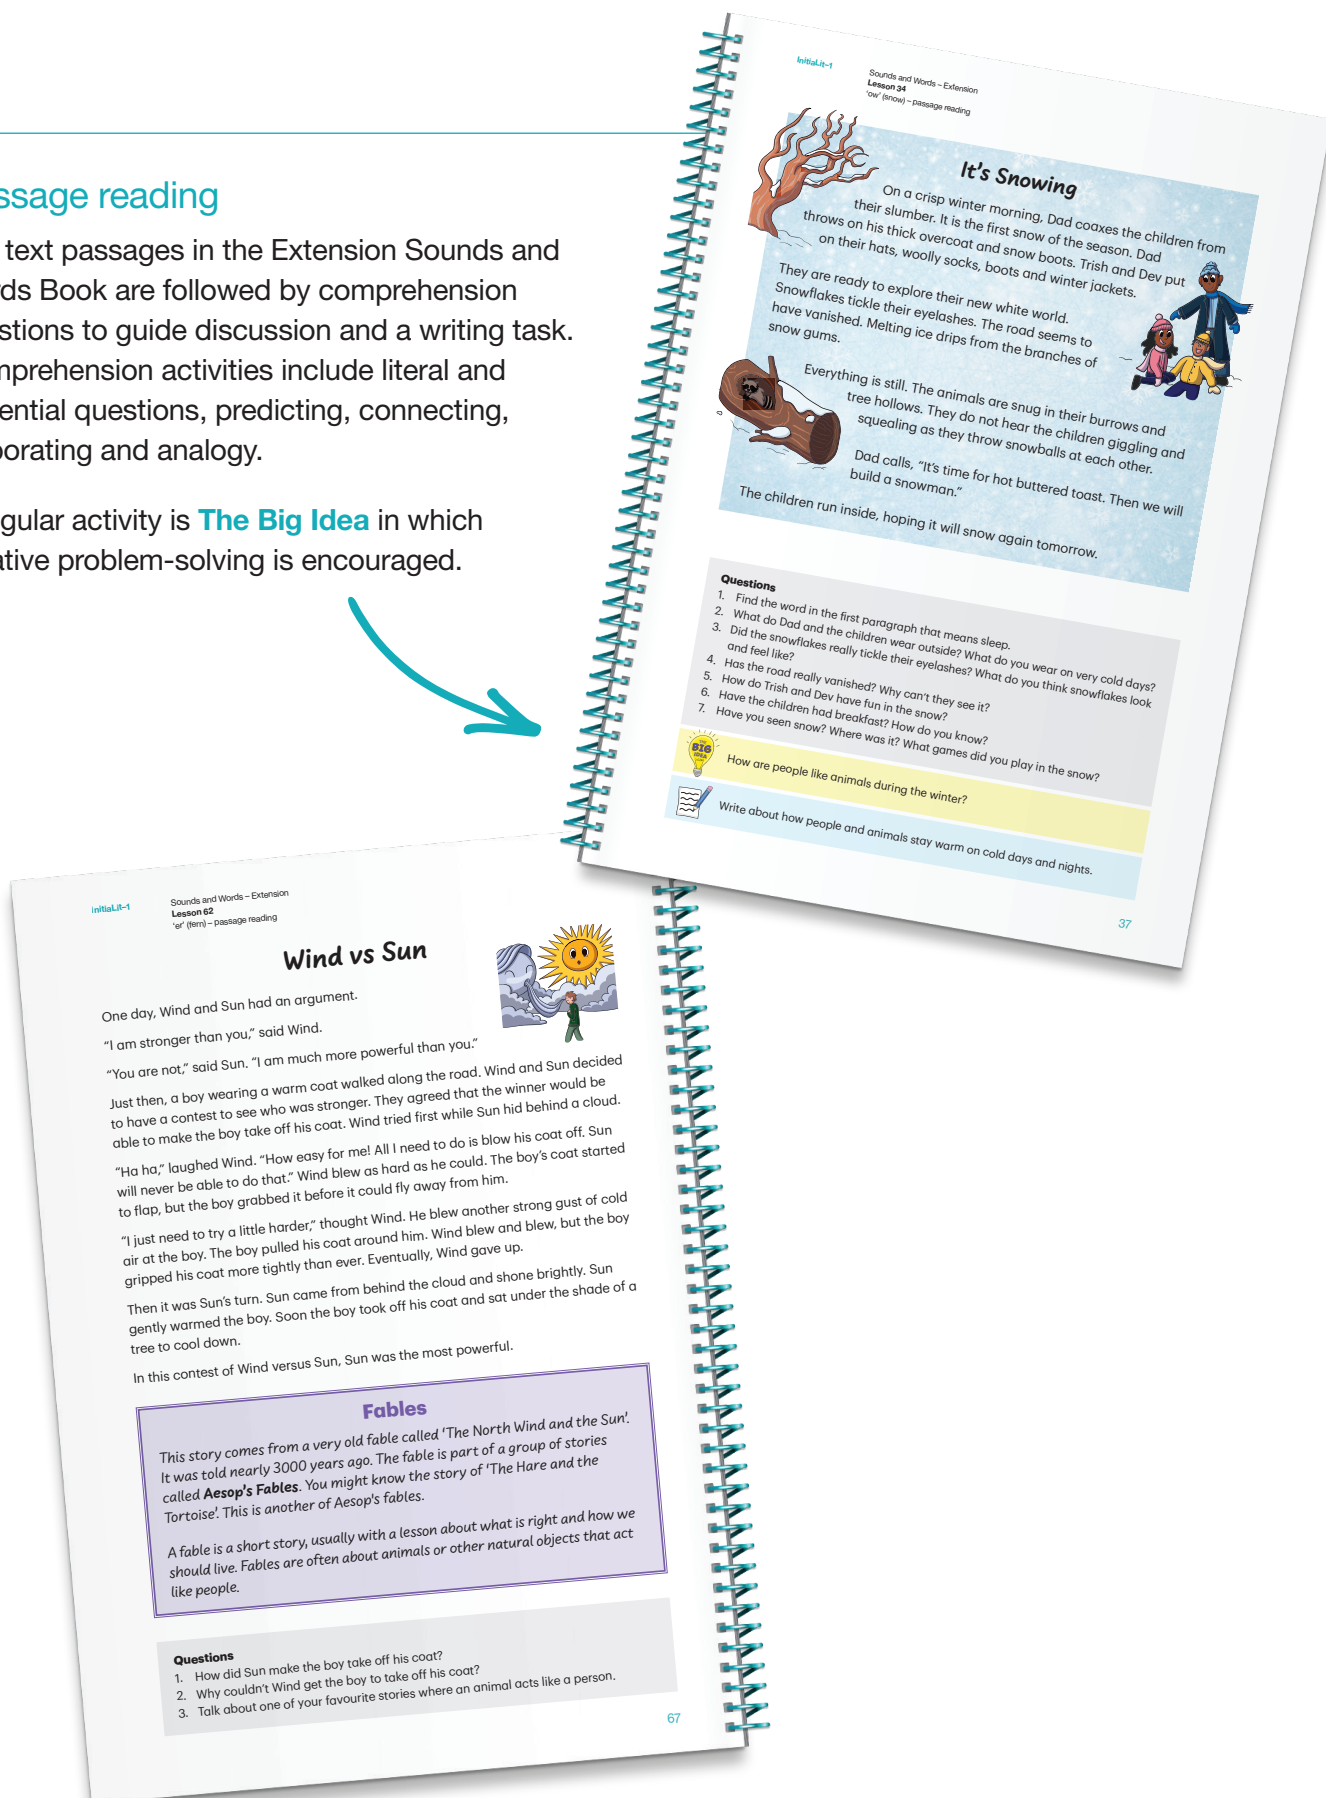 ssage reading
text passages in the Extension Sounds and
rds Book are followed by comprehension
stions to guide discussion and a writing task.
mprehension activities include literal and
ential questions, predicting, connecting,
orating and analogy.
gular activity is The Big Idea in which
ative problem-solving is encouraged.
InitiaLit–1
Sounds and Words – Extension
Lesson 34
'ow' (snow) – passage reading
It's Snowing
On a crisp winter morning, Dad coaxes the children from
their slumber. It is the first snow of the season. Dad
throws on his thick overcoat and snow boots. Trish and Dev put
on their hats, woolly socks, boots and winter jackets.
They are ready to explore their new white world.
Snowflakes tickle their eyelashes. The road seems to
have vanished. Melting ice drips from the branches of
snow gums.
Everything is still. The animals are snug in their burrows and
tree hollows. They do not hear the children giggling and
squealing as they throw snowballs at each other.
Dad calls, "It's time for hot buttered toast. Then we will
build a snowman."
The children run inside, hoping it will snow again tomorrow.
Questions
1. Find the word in the first paragraph that means sleep.
2. What do Dad and the children wear outside? What do you wear on very cold days?
3. Did the snowflakes really tickle their eyelashes? What do you think snowflakes look
and feel like?
4. Has the road really vanished? Why can't they see it?
5. How do Trish and Dev have fun in the snow?
6. Have the children had breakfast? How do you know?
7. Have you seen snow? Where was it? What games did you play in the snow?
THE
BIG
IDEA
How are people like animals during the winter?
Write about how people and animals stay warm on cold days and nights.
37
InitiaLit–1
Sounds and Words – Extension
Lesson 62
'er' (fern) – passage reading
Wind vs Sun
One day, Wind and Sun had an argument.
"I am stronger than you," said Wind.
"You are not," said Sun. "I am much more powerful than you."
Just then, a boy wearing a warm coat walked along the road. Wind and Sun decided
to have a contest to see who was stronger. They agreed that the winner would be
able to make the boy take off his coat. Wind tried first while Sun hid behind a cloud.
"Ha ha," laughed Wind. "How easy for me! All I need to do is blow his coat off. Sun
will never be able to do that." Wind blew as hard as he could. The boy's coat started
to flap, but the boy grabbed it before it could fly away from him.
"I just need to try a little harder," thought Wind. He blew another strong gust of cold
air at the boy. The boy pulled his coat around him. Wind blew and blew, but the boy
gripped his coat more tightly than ever. Eventually, Wind gave up.
Then it was Sun's turn. Sun came from behind the cloud and shone brightly. Sun
gently warmed the boy. Soon the boy took off his coat and sat under the shade of a
tree to cool down.
In this contest of Wind versus Sun, Sun was the most powerful.
Fables
This story comes from a very old fable called 'The North Wind and the Sun'.
It was told nearly 3000 years ago. The fable is part of a group of stories
called Aesop's Fables. You might know the story of 'The Hare and the
Tortoise'. This is another of Aesop's fables.
A fable is a short story, usually with a lesson about what is right and how we
should live. Fables are often about animals or other natural objects that act
like people.
Questions
1. How did Sun make the boy take off his coat?
2. Why couldn't Wind get the boy to take off his coat?
3. Talk about one of your favourite stories where an animal acts like a person.
67